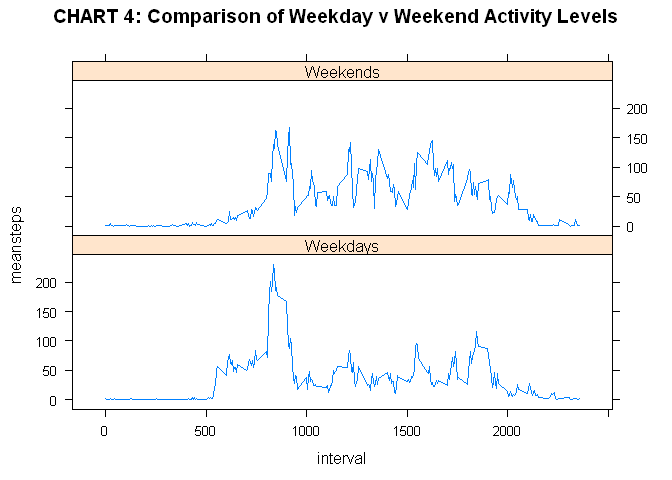 CHART 4: Comparison of Weekday v Weekend Activity Levels
Weekends
200
150
100
50
0
Weekdays
200
150
100
50
0
meansteps
0 500 1000 1500 2000
interval